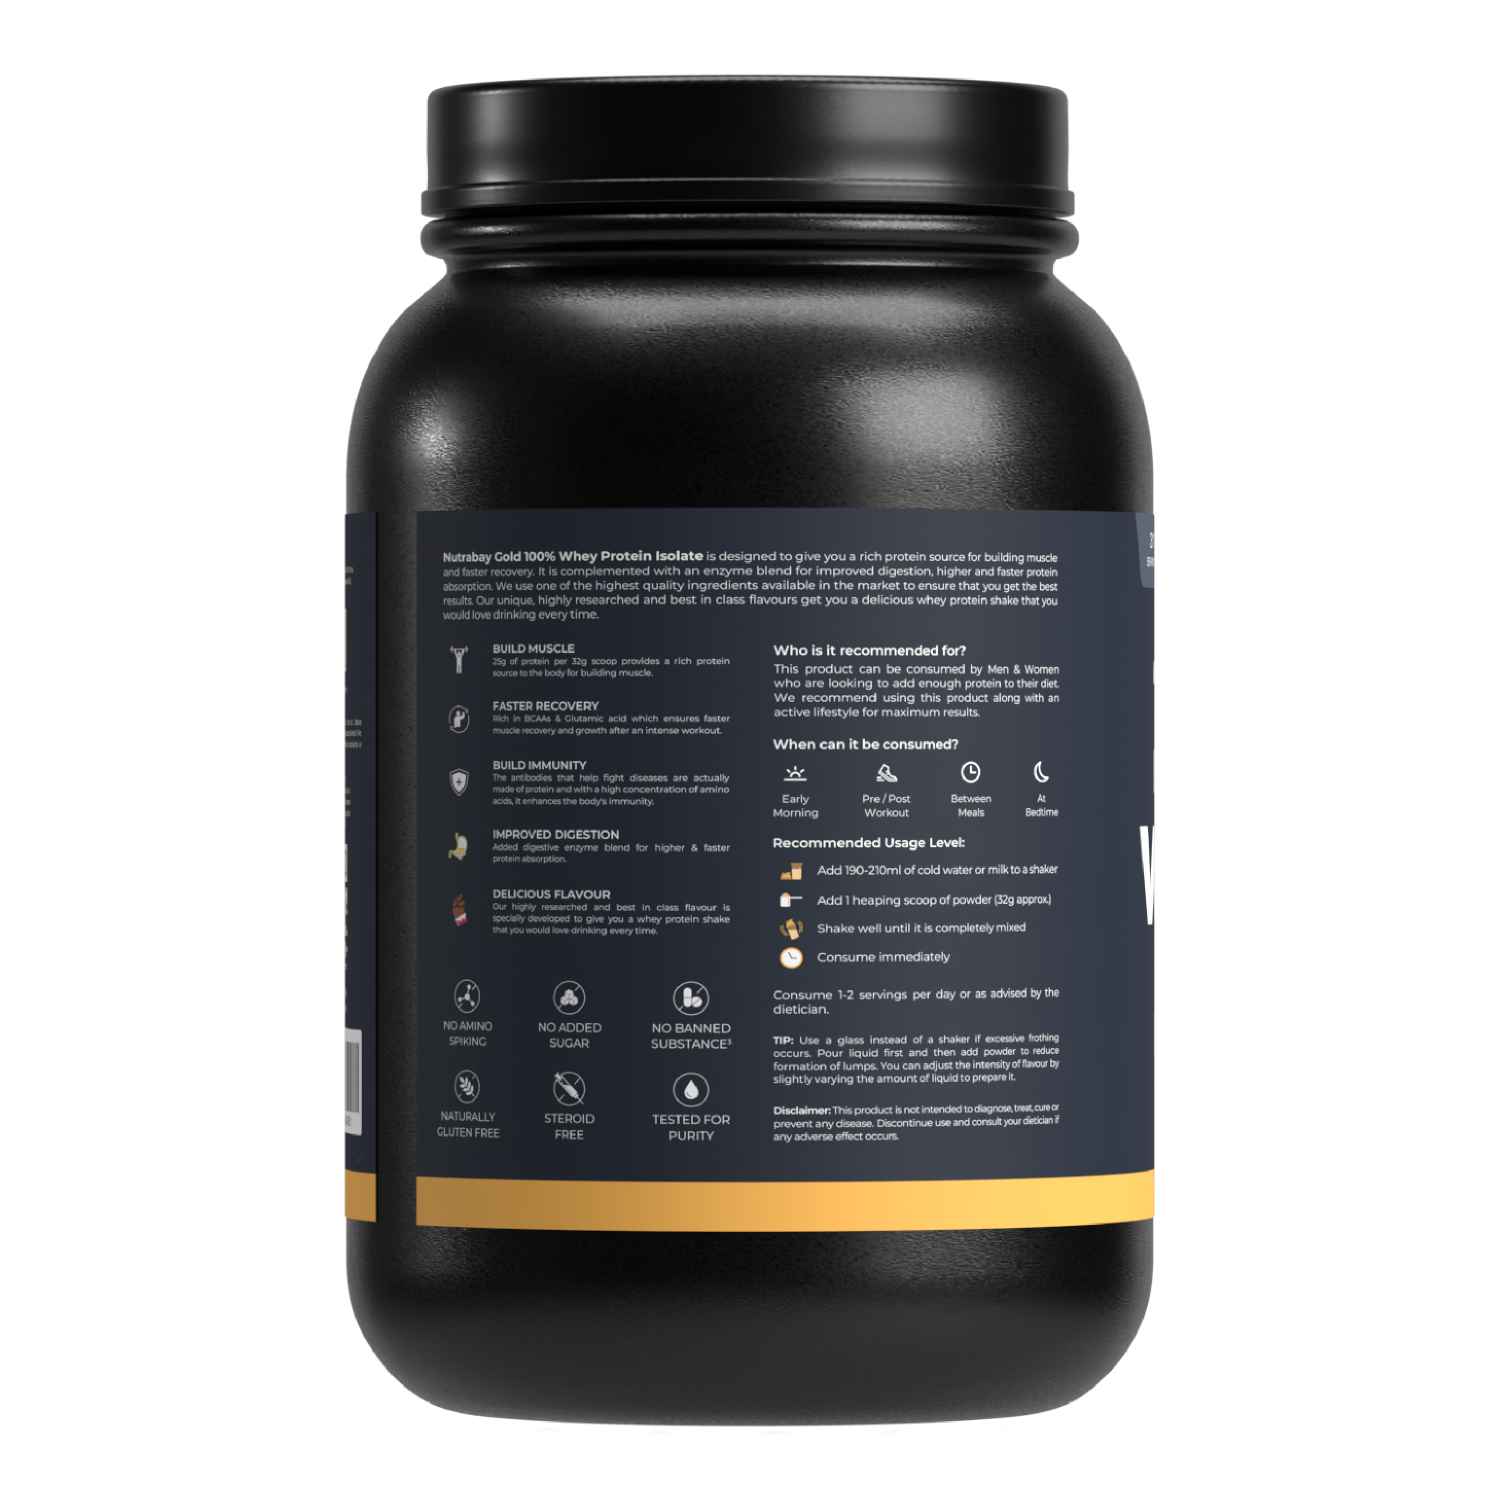 Nutrabay Gold 100% Whey Protein Isolate is designed to give you a rich protein source for building muscle
and faster recovery. It is complemented with an enzyme blend for improved digestion, higher and faster protein
absorption. We use one of the highest quality ingredients available in the market to ensure that you get the best
results. Our unique, highly researched and best in class flavours get you a delicious whey protein shake that you
would love drinking every time.
BUILD MUSCLE
25g of protein per 32g scoop provides a rich protein
source to the body for building muscle.
FASTER RECOVERY
Rich in BCAAs & Glutamic acid which ensures faster
muscle recovery and growth after an intense workout.
BUILD IMMUNITY
The antibodies that help fight diseases are actually
made of protein and with a high concentration of amino
acids, it enhances the body's immunity.
IMPROVED DIGESTION
Added digestive enzyme blend for higher & faster
protein absorption.
DELICIOUS FLAVOUR
Our highly researched and best in class flavour is
specially developed to give you a whey protein shake
that you would love drinking every time.
NO AMINO
SPIKING
NO ADDED
SUGAR
NO BANNED
SUBSTANCE³
NATURALLY
GLUTEN FREE
STEROID
FREE
TESTED FOR
PURITY
Who is it recommended for?
This product can be consumed by Men & Women
who are looking to add enough protein to their diet.
We recommend using this product along with an
active lifestyle for maximum results.
When can it be consumed?
Early
Morning
Pre / Post
Workout
Between
Meals
At
Bedtime
Recommended Usage Level:
Add 190-210ml of cold water or milk to a shaker
Add 1 heaping scoop of powder (32g approx.)
Shake well until it is completely mixed
Consume immediately
Consume 1-2 servings per day or as advised by the
dietician.
TIP: Use a glass instead of a shaker if excessive frothing
occurs. Pour liquid first and then add powder to reduce
formation of lumps. You can adjust the intensity of flavour by
slightly varying the amount of liquid to prepare it.
Disclaimer: This product is not intended to diagnose, treat, cure or
prevent any disease. Discontinue use and consult your dietician if
any adverse effect occurs.